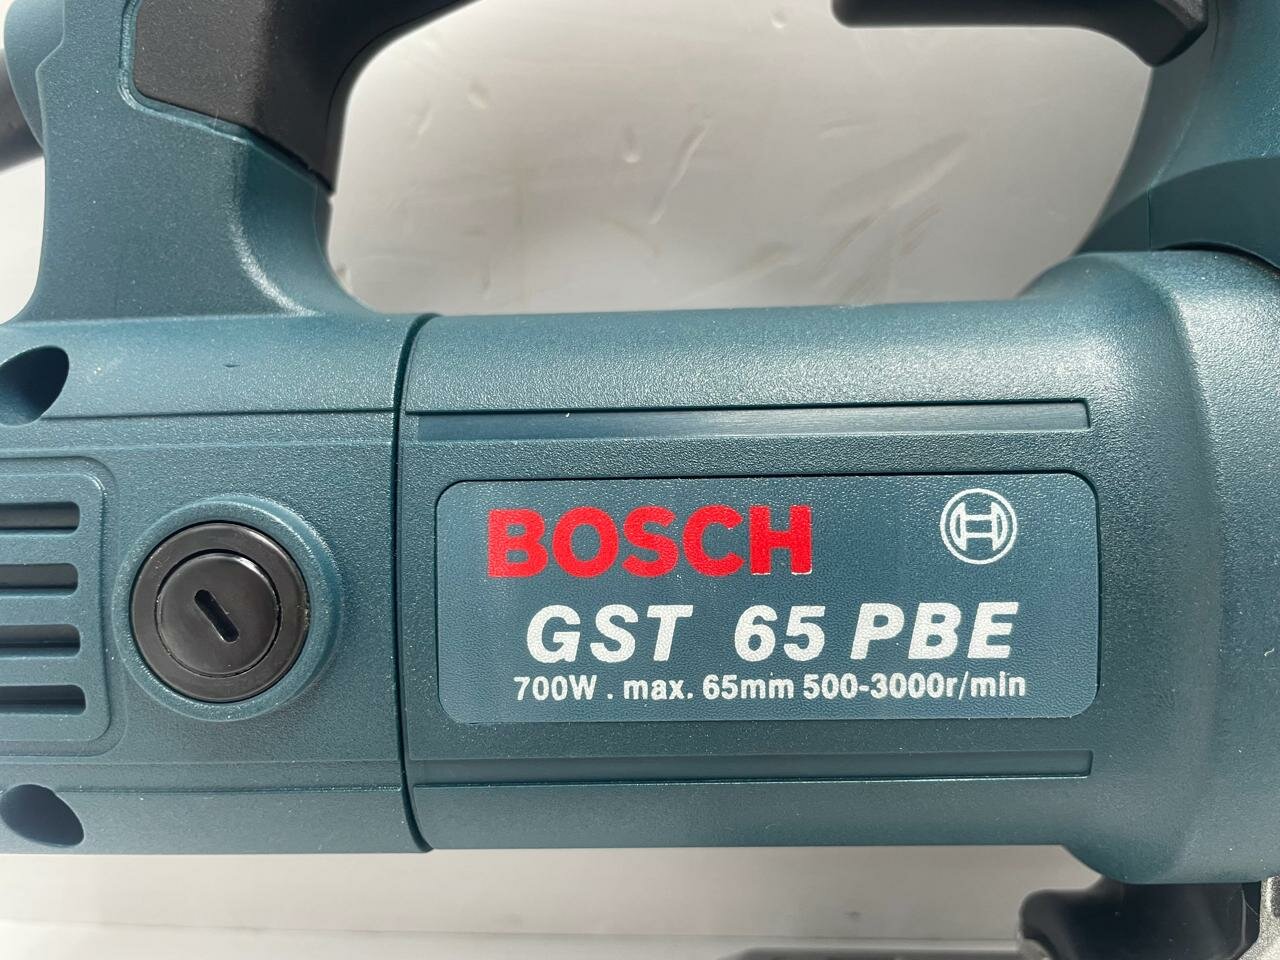 BOSCH
GST 65 PBE
700W . max. 65mm 500-3000r/min